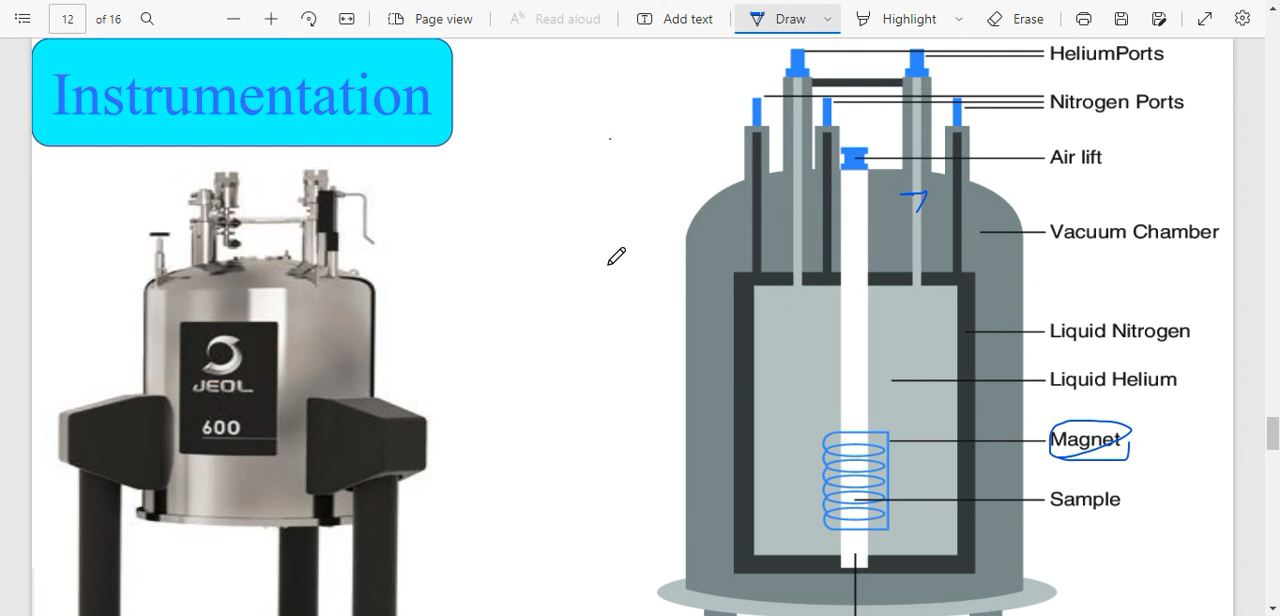 12 of 16 Page view Read aloud Add text Draw Highlight Erase
Instrumentation
HeliumPorts
Nitrogen Ports
Air lift
Vacuum Chamber
Liquid Nitrogen
Liquid Helium
Magnet
Sample
JEOL
600